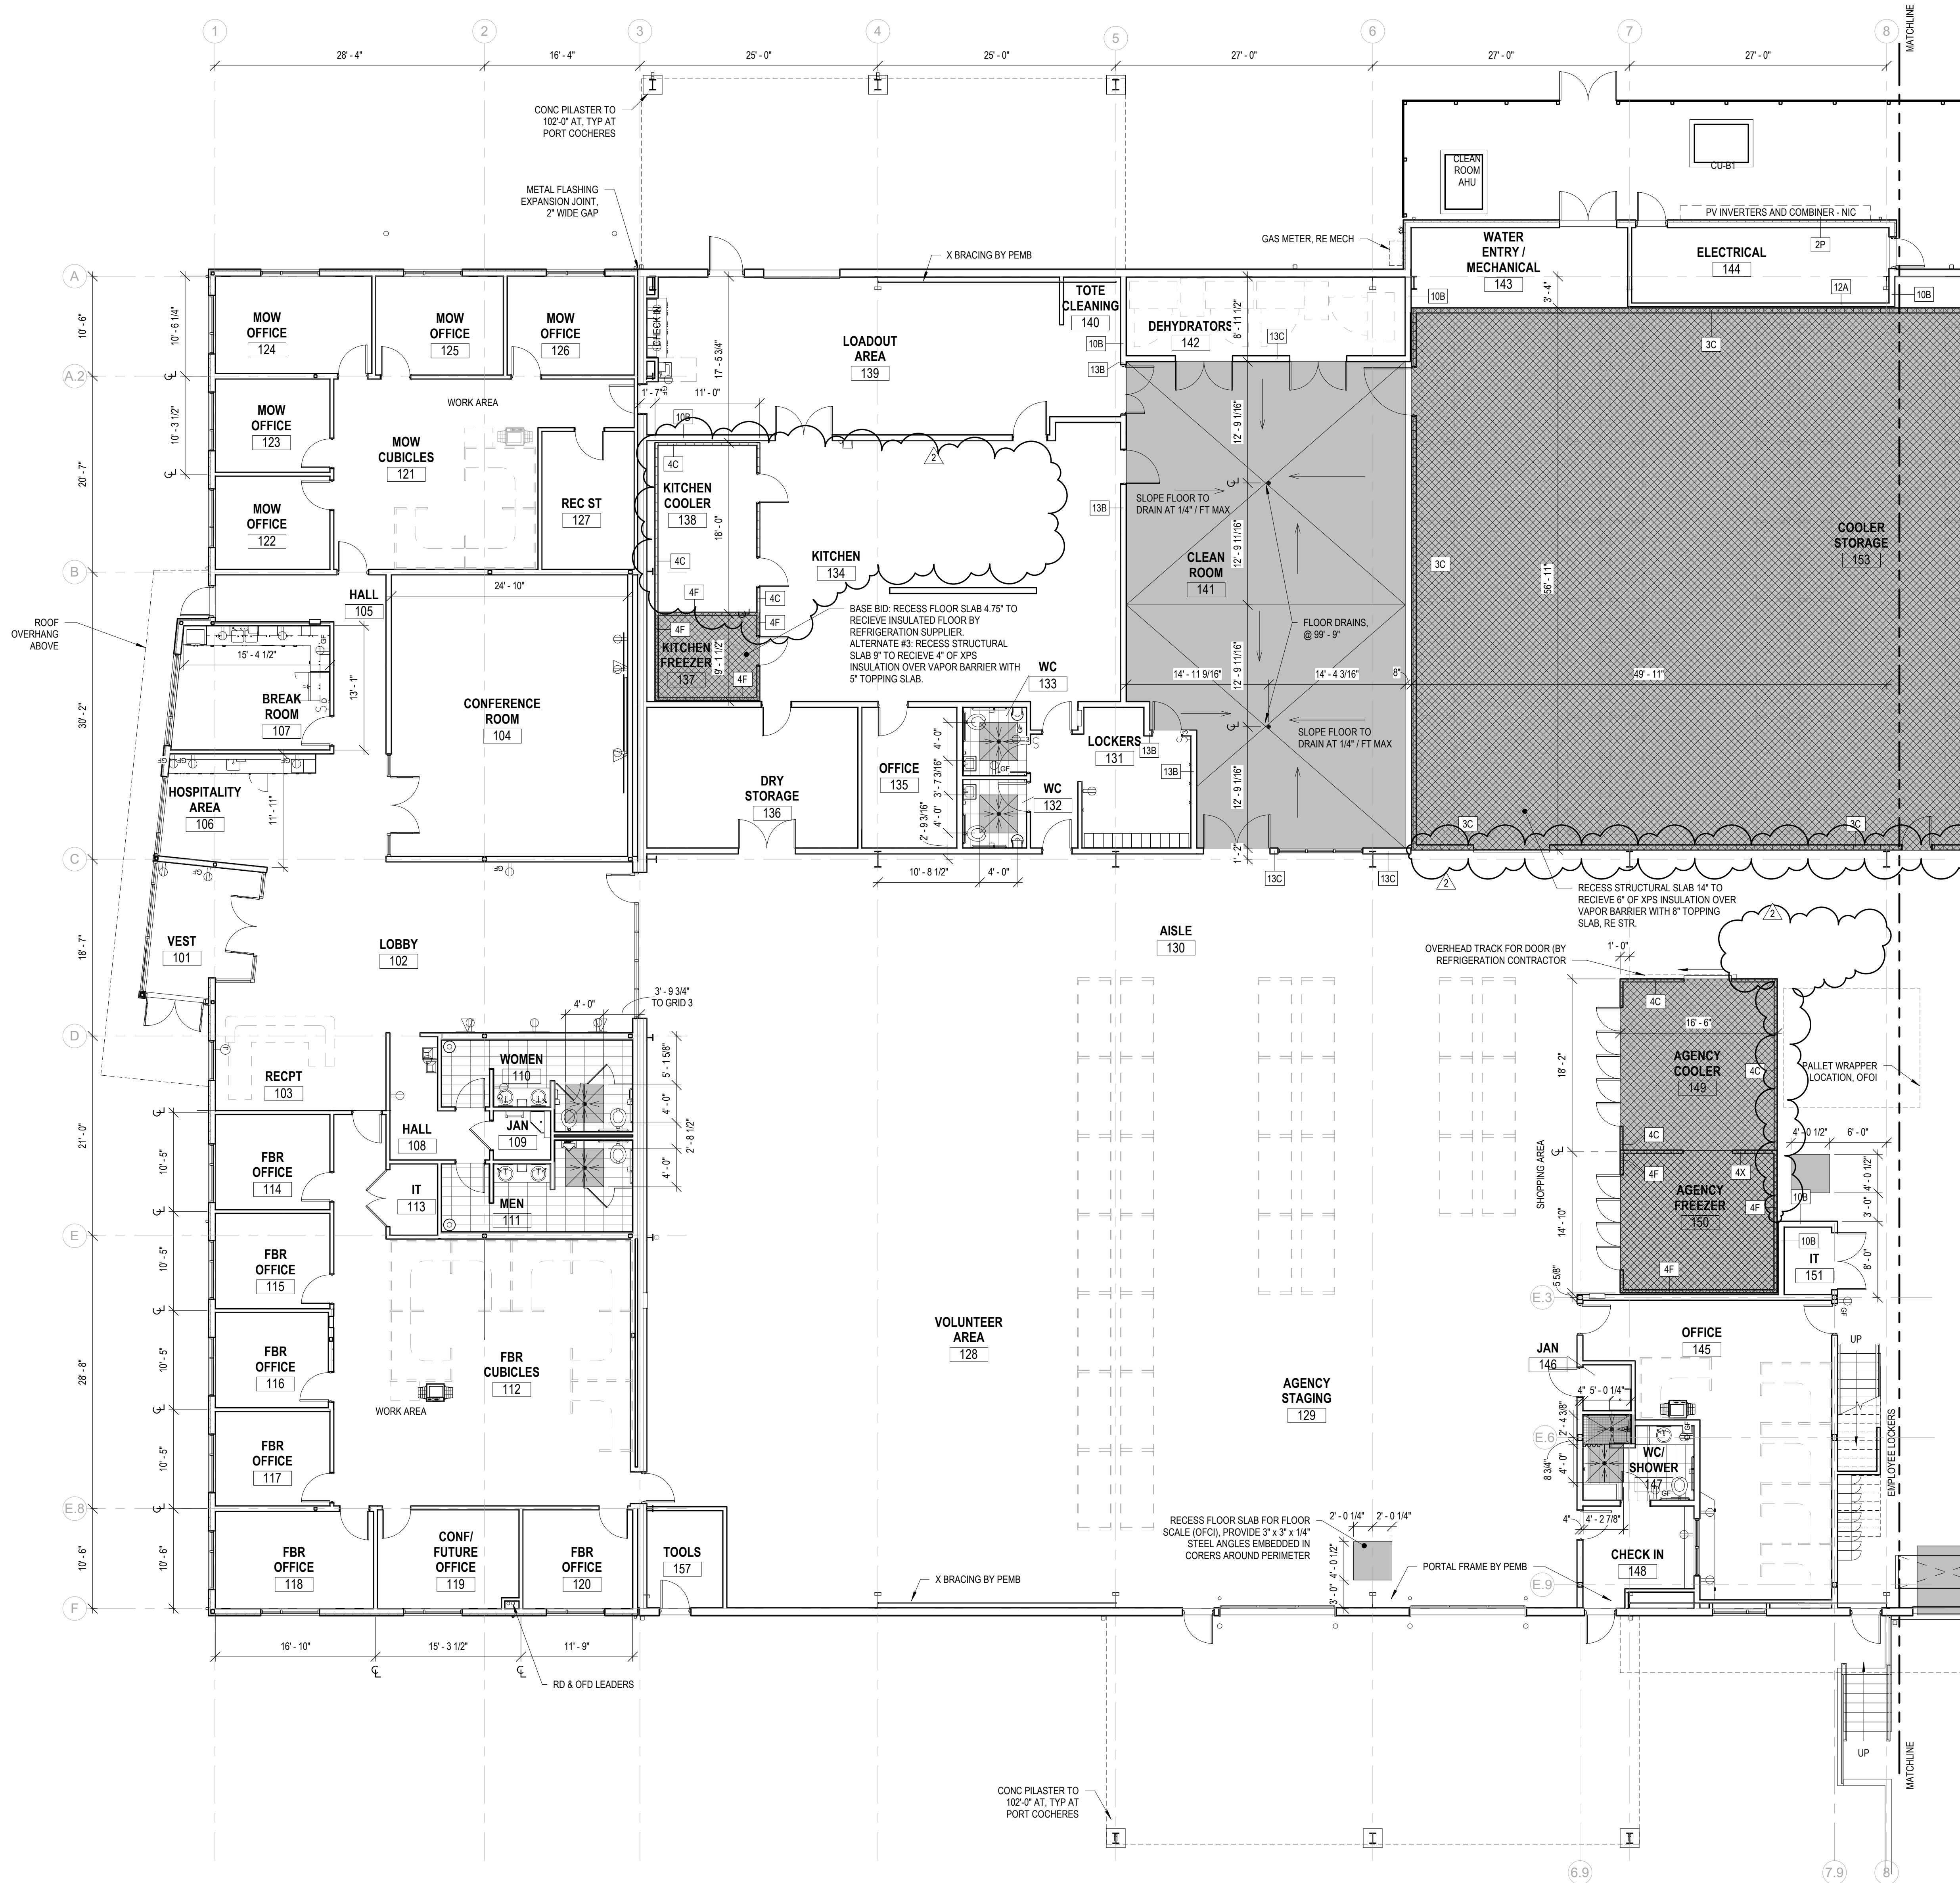 1
2
3
4
5
6
7
8
MATCHLINE
28' - 4"
16' - 4"
25' - 0"
25' - 0"
27' - 0"
27' - 0"
27' - 0"
CONC PILASTER TO
102'-0" AT, TYP AT
PORT COCHERES
METAL FLASHING
EXPANSION JOINT,
2" WIDE GAP
X BRACING BY PEMB
GAS METER, RE MECH
CLEAN
ROOM
AHU
CU-B1
PV INVERTERS AND COMBINER - NIC
WATER
ENTRY /
MECHANICAL
143
ELECTRICAL
144
2P
12A
10B
10B
3' - 4"
A
A.2
B
C
D
E
E.8
F
10' - 6"
20' - 7"
30' - 2"
18' - 7"
21' - 0"
28' - 8"
10' - 6"
10' - 6 1/4"
10' - 3 1/2"
MOW
OFFICE
124
MOW
OFFICE
125
MOW
OFFICE
126
MOW
OFFICE
123
MOW
OFFICE
122
WORK AREA
MOW
CUBICLES
121
REC ST
127
CHECK IN
GF
LOADOUT
AREA
139
17' - 5 3/4"
1' - 7"
11' - 0"
10B
TOTE
CLEANING
140
10B
13B
DEHYDRATORS
142
8' - 11 1/2"
13C
3C
4C
KITCHEN
COOLER
138
18' - 0"
4C
4F
4C
4F
4F
KITCHEN
FREEZER
137
9' - 1 1/2"
4F
2
KITCHEN
134
BASE BID: RECESS FLOOR SLAB 4.75" TO
RECIEVE INSULATED FLOOR BY
REFRIGERATION SUPPLIER.
ALTERNATE #3: RECESS STRUCTURAL
SLAB 9" TO RECIEVE 4" OF XPS
INSULATION OVER VAPOR BARRIER WITH
5" TOPPING SLAB.
13B
SLOPE FLOOR TO
DRAIN AT 1/4" / FT MAX
12' - 9 1/16"
12' - 9 11/16"
12' - 9 11/16"
12' - 9 1/16"
CLEAN
ROOM
141
FLOOR DRAINS,
@ 99' - 9"
14' - 11 9/16"
14' - 4 3/16"
8"
SLOPE FLOOR TO
DRAIN AT 1/4" / FT MAX
1' - 2"
13C
13C
3C
56' - 11"
COOLER
STORAGE
153
49' - 11"
3C
3C
2
RECESS STRUCTURAL SLAB 14" TO
RECIEVE 6" OF XPS INSULATION OVER
VAPOR BARRIER WITH 8" TOPPING
SLAB, RE STR.
2
ROOF
OVERHANG
ABOVE
HALL
105
24' - 10"
15' - 4 1/2"
13' - 1"
GF
BREAK
ROOM
107
CONFERENCE
ROOM
104
GF
GF
GF
HOSPITALITY
AREA
106
11' - 11"
GF
GF
VEST
101
LOBBY
102
DRY
STORAGE
136
OFFICE
135
WC
133
WC
132
GF
GF
4' - 0"
3' - 7 3/16"
4' - 0"
2' - 9 3/16"
10' - 8 1/2"
4' - 0"
LOCKERS
131
13B
13B
AISLE
130
OVERHEAD TRACK FOR DOOR (BY
REFRIGERATION CONTRACTOR
1' - 0"
4C
16' - 6"
AGENCY
COOLER
149
4C
4C
18' - 2"
14' - 10"
5 5/8"
SHOPPING AREA
PALLET WRAPPER
LOCATION, OFOI
4' - 0 1/2"
6' - 0"
4' - 0 1/2"
3' - 0"
8' - 0"
4F
4X
AGENCY
FREEZER
150
4F
4F
10B
10B
IT
151
3' - 9 3/4"
TO GRID 3
4' - 0"
5' - 1 5/8"
4' - 0"
2' - 8 1/2"
4' - 0"
RECPT
103
WOMEN
110
HALL
108
JAN
109
IT
113
MEN
111
10' - 5"
10' - 5"
10' - 5"
10' - 5"
10' - 6"
FBR
OFFICE
114
FBR
OFFICE
115
FBR
OFFICE
116
FBR
OFFICE
117
FBR
CUBICLES
112
WORK AREA
FBR
OFFICE
118
CONF/
FUTURE
OFFICE
119
FBR
OFFICE
120
TOOLS
157
VOLUNTEER
AREA
128
AGENCY
STAGING
129
E.3
E.6
E.9
OFFICE
145
JAN
146
4"
5' - 0 1/4"
2' - 4 3/8"
4' - 0"
8 3/4"
WC/
SHOWER
147
GF
GF
GF
4"
4' - 2 7/8"
CHECK IN
148
UP
EMPLOYEE LOCKERS
RECESS FLOOR SLAB FOR FLOOR
SCALE (OFCI), PROVIDE 3" x 3" x 1/4"
STEEL ANGLES EMBEDDED IN
CORERS AROUND PERIMETER
2' - 0 1/4"
2' - 0 1/4"
4' - 0 1/2"
3' - 0"
PORTAL FRAME BY PEMB
X BRACING BY PEMB
16' - 10"
15' - 3 1/2"
11' - 9"
RD & OFD LEADERS
CONC PILASTER TO
102'-0" AT, TYP AT
PORT COCHERES
UP
MATCHLINE
6.9
7.9
8